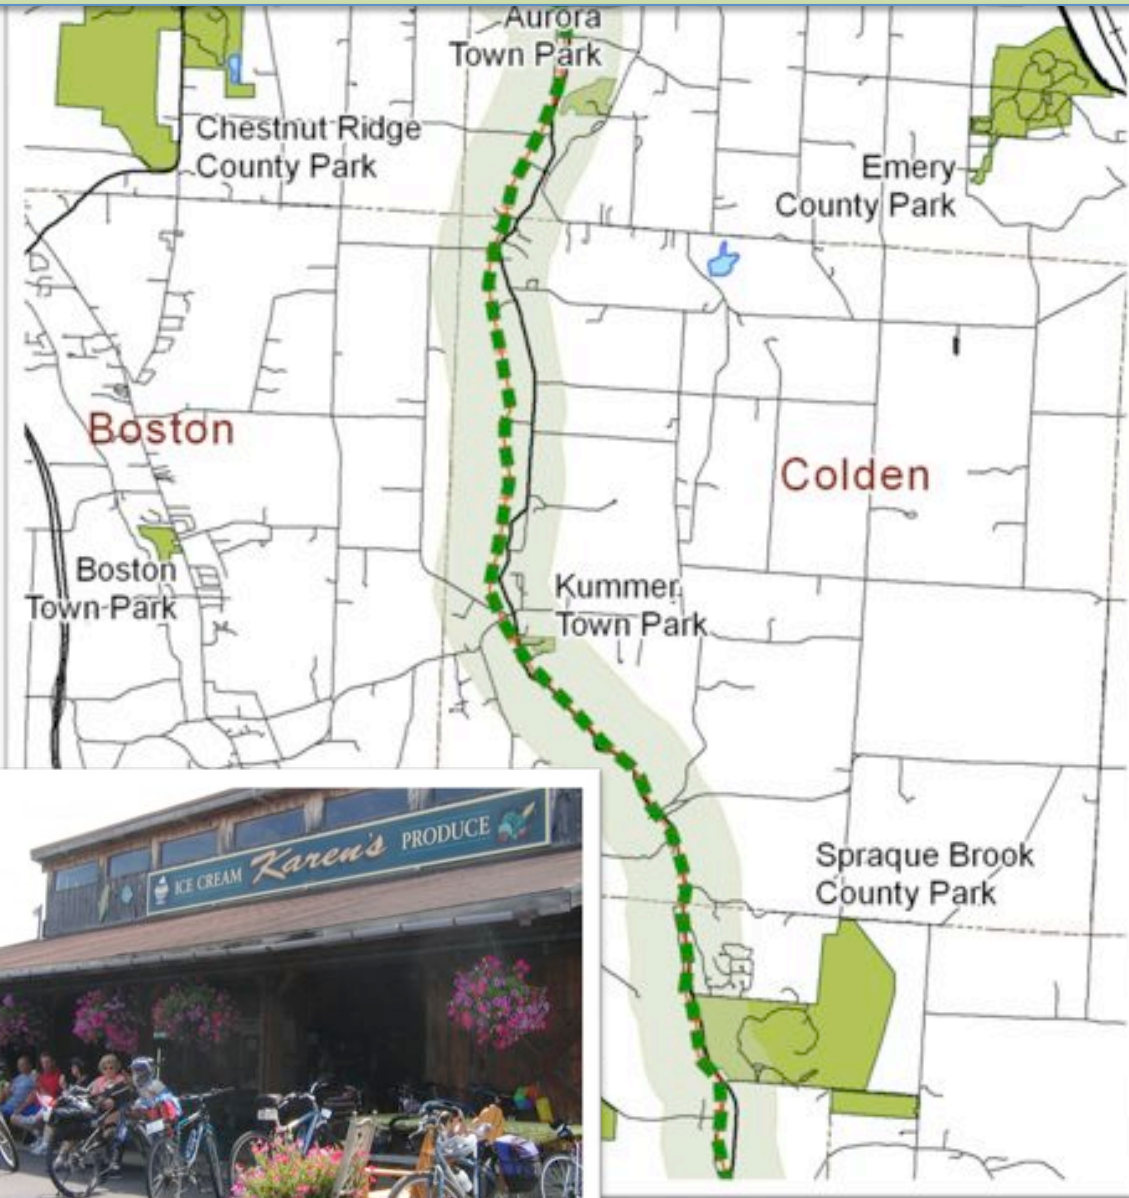 Aurora
Town Park
Chestnut Ridge
County Park
Emery
County Park
Boston
Colden
Boston
Town Park
Kummer
Town Park
Spraque Brook
County Park
ICE CREAM Karen's PRODUCE